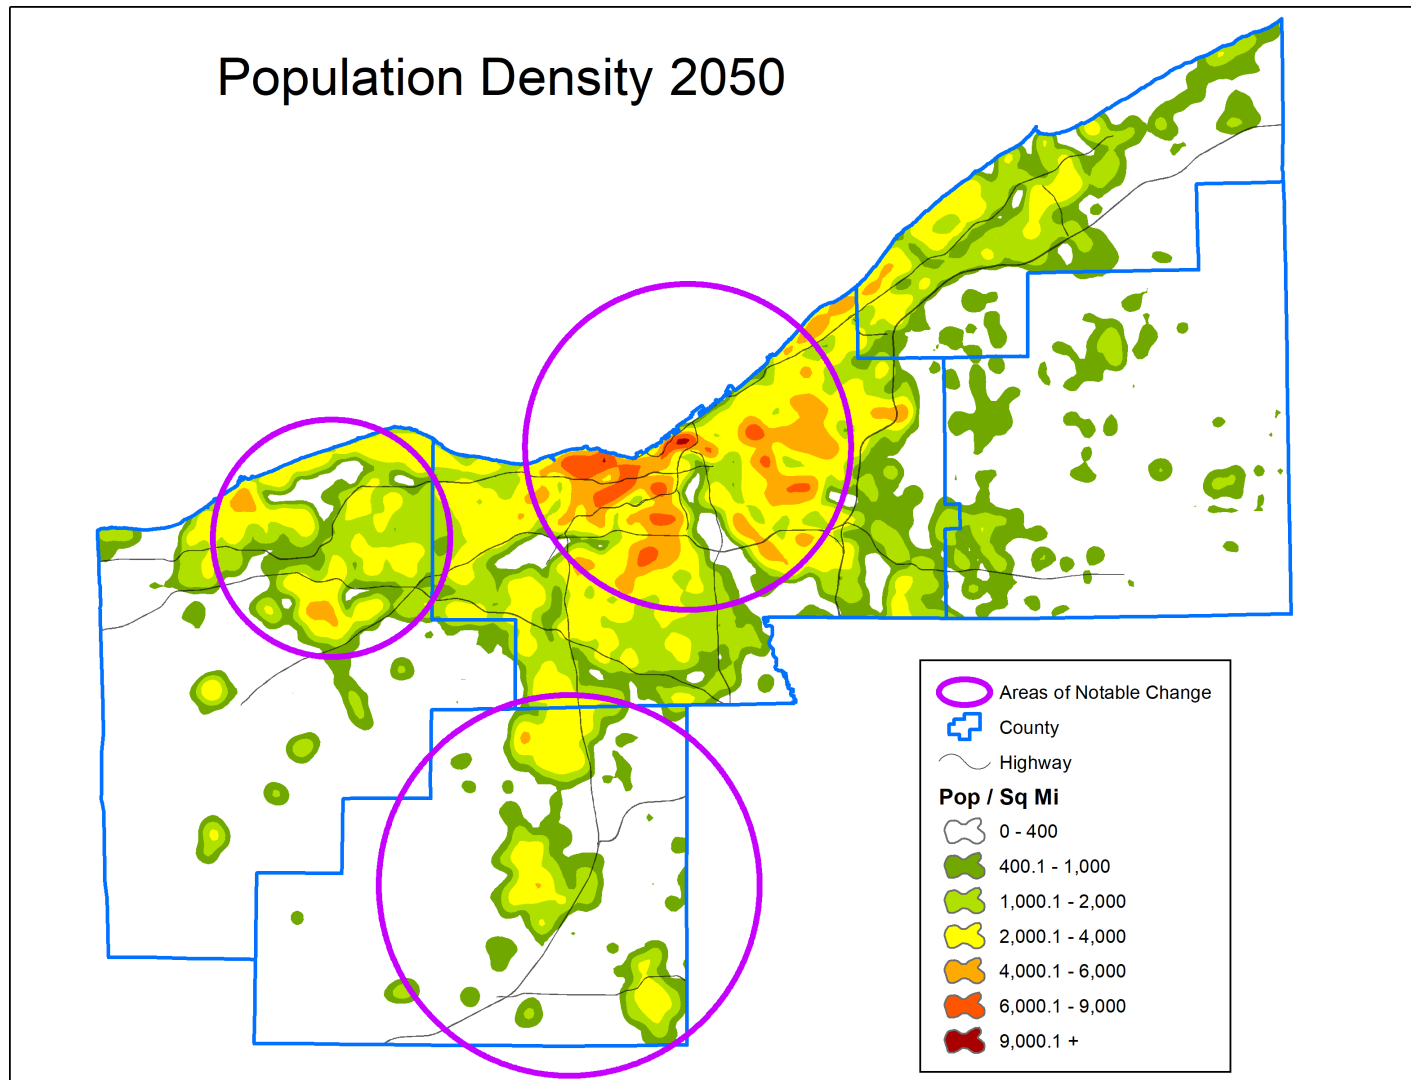 Population Density 2050
Areas of Notable Change
County
Highway
Pop / Sq Mi
0 - 400
400.1 - 1,000
1,000.1 - 2,000
2,000.1 - 4,000
4,000.1 - 6,000
6,000.1 - 9,000
9,000.1 +